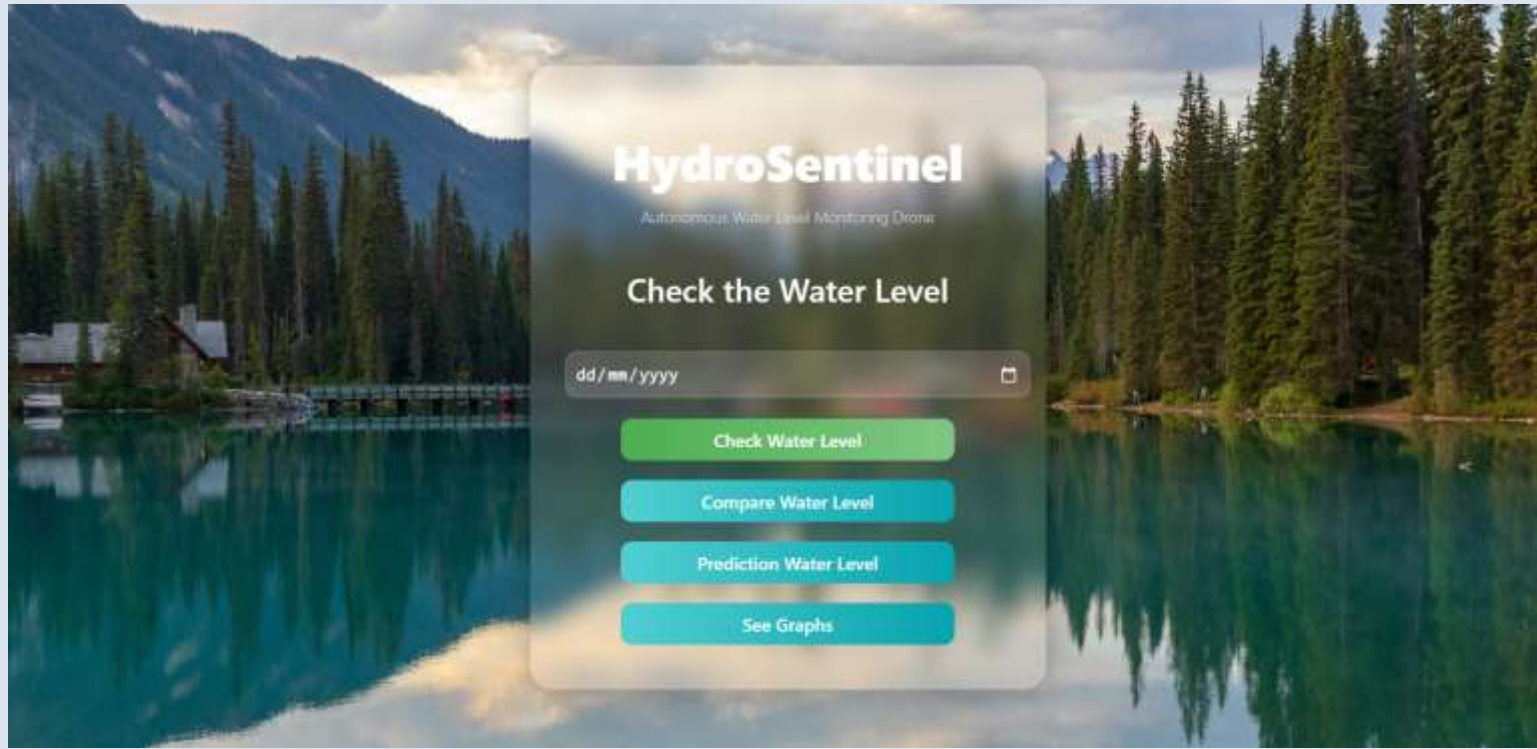 HydroSentinel
Autonomous Water Level Monitoring Drone
Check the Water Level
dd/mm/yyyy
Check Water Level
Compare Water Level
Prediction Water Level
See Graphs